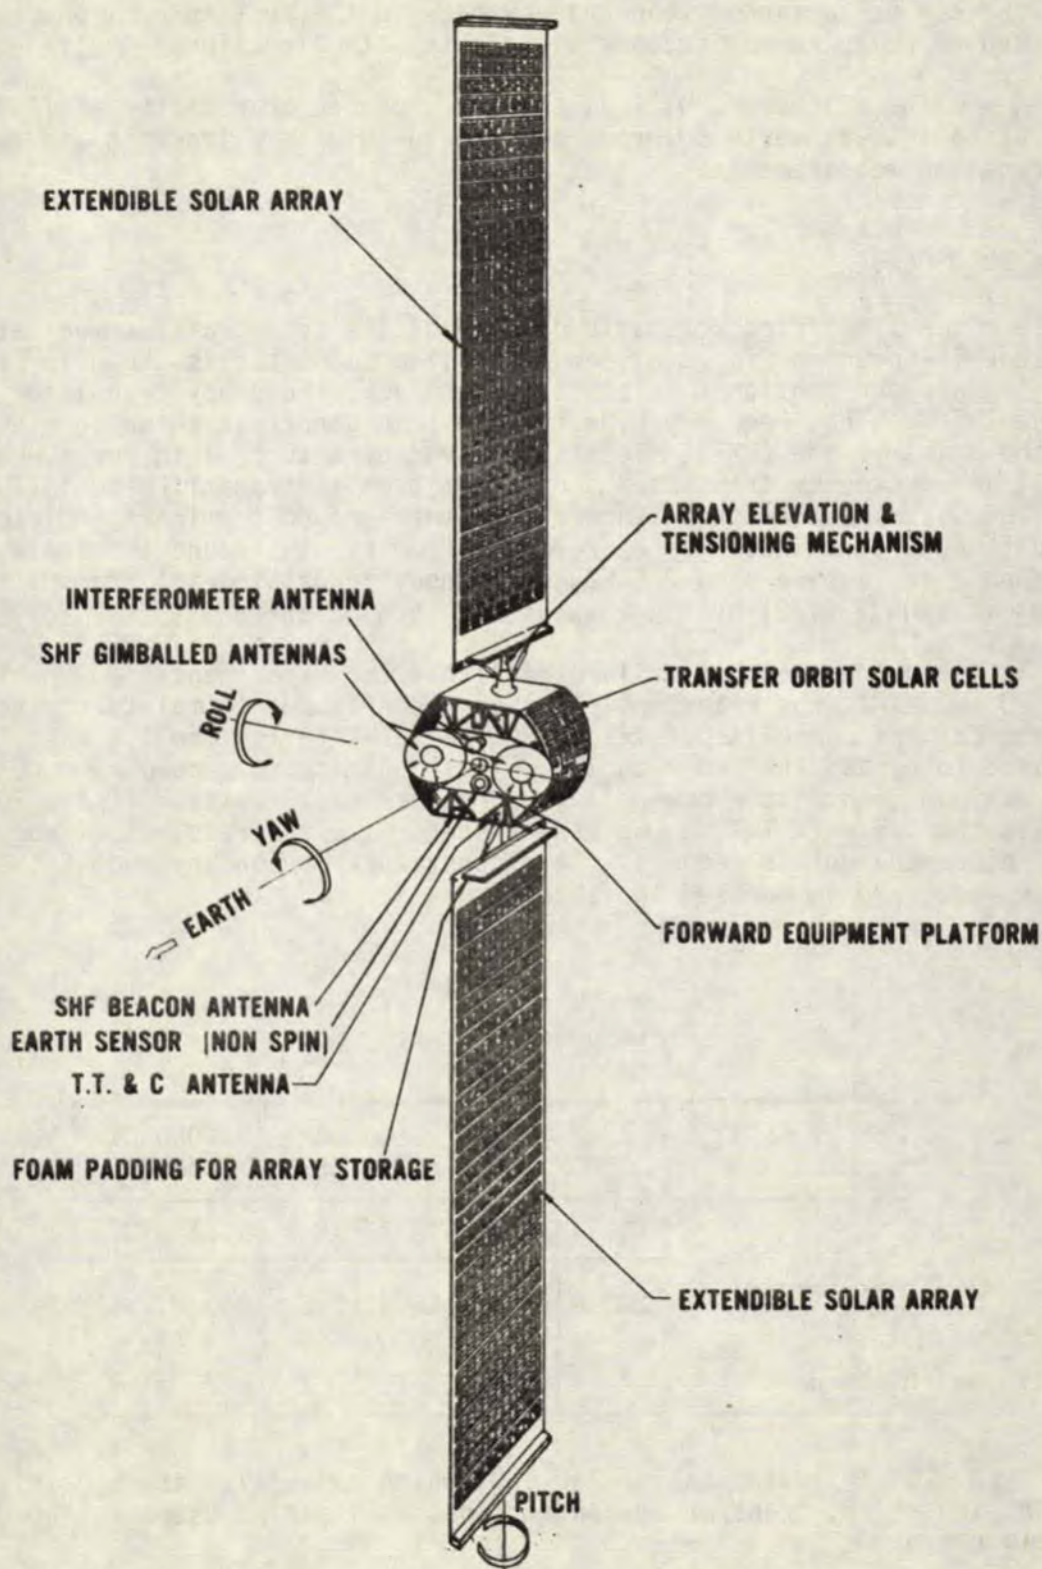 EXTENDIBLE SOLAR ARRAY
ARRAY ELEVATION &
TENSIONING MECHANISM
INTERFEROMETER ANTENNA
SHF GIMBALLED ANTENNAS
TRANSFER ORBIT SOLAR CELLS
ROLL
YAW
EARTH
FORWARD EQUIPMENT PLATFORM
SHF BEACON ANTENNA
EARTH SENSOR (NON SPIN)
T.T. & C ANTENNA
FOAM PADDING FOR ARRAY STORAGE
EXTENDIBLE SOLAR ARRAY
PITCH